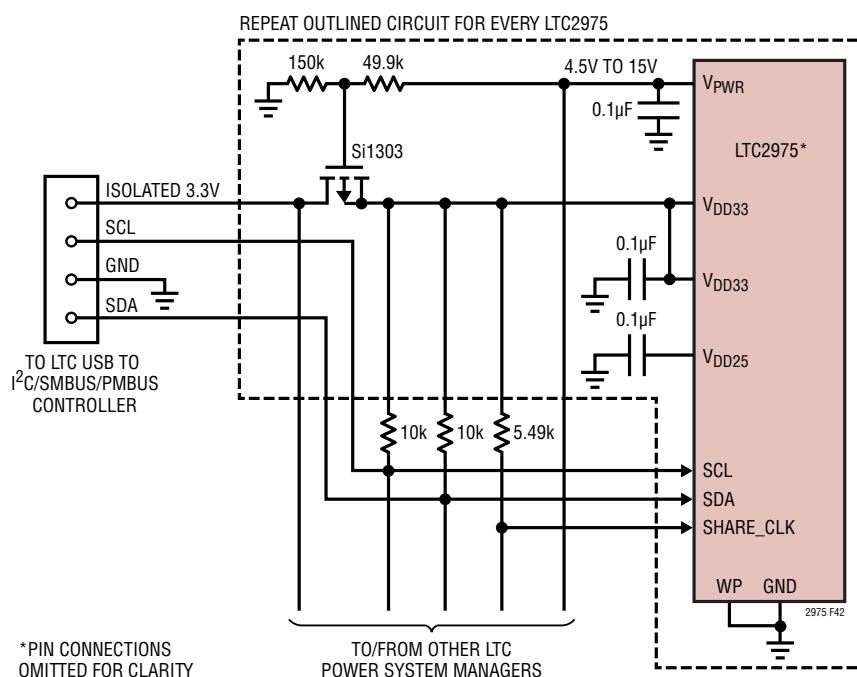 REPEAT OUTLINED CIRCUIT FOR EVERY LTC2975
150k
49.9k
4.5V TO 15V
VPWR
0.1µF
LTC2975*
Si1303
ISOLATED 3.3V
VDD33
SCL
0.1µF
GND
VDD33
SDA
0.1µF
VDD25
TO LTC USB TO
I2C/SMBUS/PMBUS
CONTROLLER
10k
10k
5.49k
SCL
SDA
SHARE_CLK
WP
GND
2975 F42
*PIN CONNECTIONS
OMITTED FOR CLARITY
TO/FROM OTHER LTC
POWER SYSTEM MANAGERS